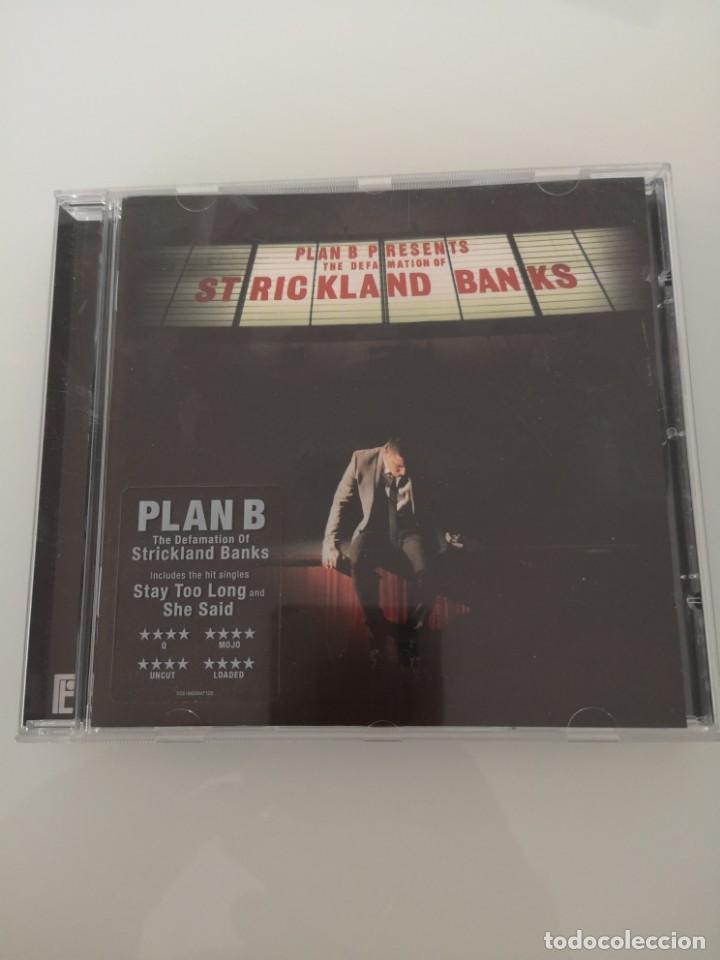 PLAN B PRESENTS
THE DEFAMATION OF
STRICKLAND BANKS
PLAN B
The Defamation Of
Strickland Banks
Includes the hit singles
Stay Too Long and
She Said
★★★★ ★★★★
Q MOJO
★★★★ ★★★★
UNCUT LOADED
todocoleccion